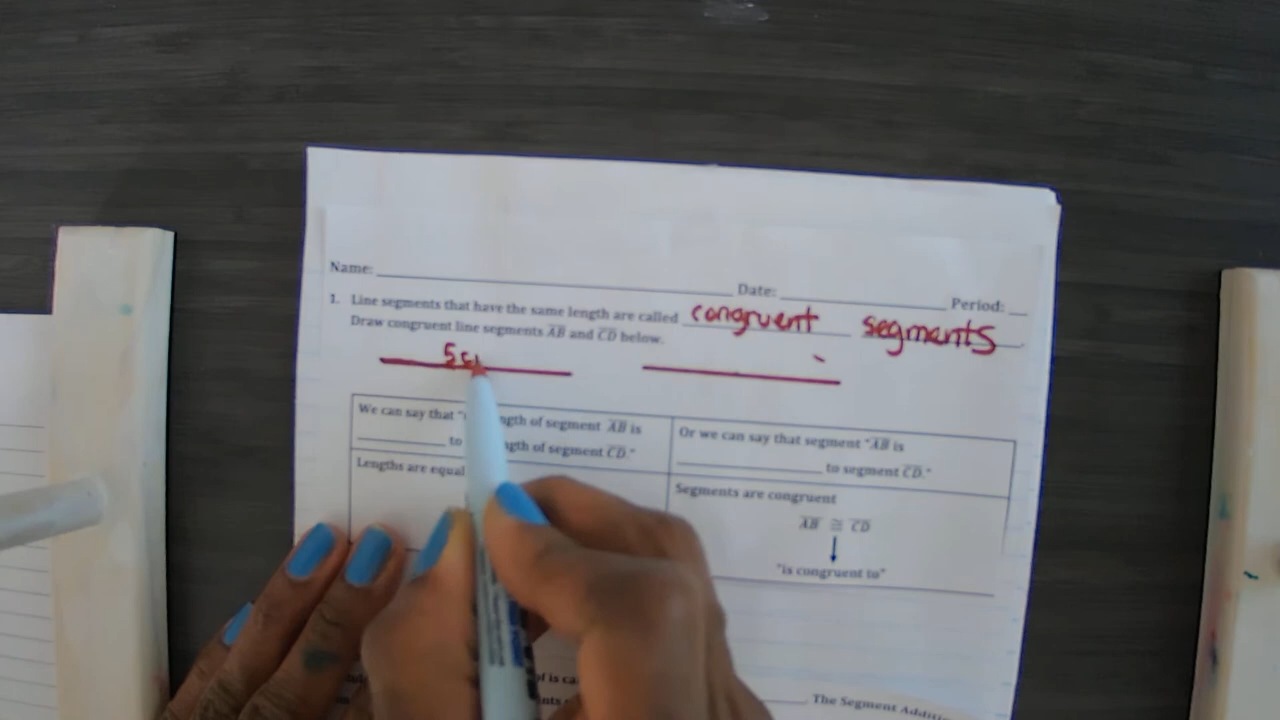 Name: Date: Period:
1. Line segments that have the same length are called congruent segments.
Draw congruent line segments AB and CD below.
We can say that " length of segment AB is
to length of segment CD."
Or we can say that segment "AB is
to segment CD."
Lengths are equal
Segments are congruent
AB ≅ CD
"is congruent to"
The Segment